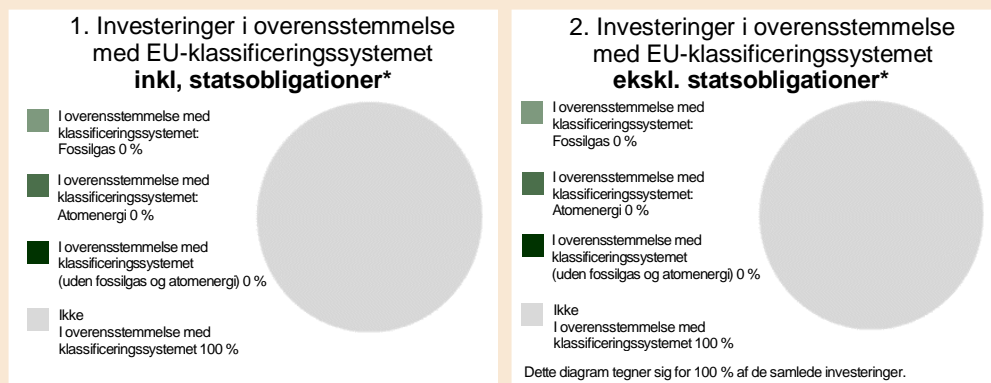 1. Investeringer i overensstemmelse
med EU-klassificeringssystemet
inkl, statsobligationer*
I overensstemmelse med
klassificeringssystemet:
Fossilgas 0 %
I overensstemmelse med
klassificeringssystemet:
Atomenergi 0 %
I overensstemmelse med
klassificeringssystemet
(uden fossilgas og atomenergi) 0 %
Ikke
I overensstemmelse med
klassificeringssystemet 100 %
2. Investeringer i overensstemmelse
med EU-klassificeringssystemet
ekskl. statsobligationer*
I overensstemmelse med
klassificeringssystemet:
Fossilgas 0 %
I overensstemmelse med
klassificeringssystemet:
Atomenergi 0 %
I overensstemmelse med
klassificeringssystemet
(uden fossilgas og atomenergi) 0 %
Ikke
I overensstemmelse med
klassificeringssystemet 100 %
Dette diagram tegner sig for 100 % af de samlede investeringer.